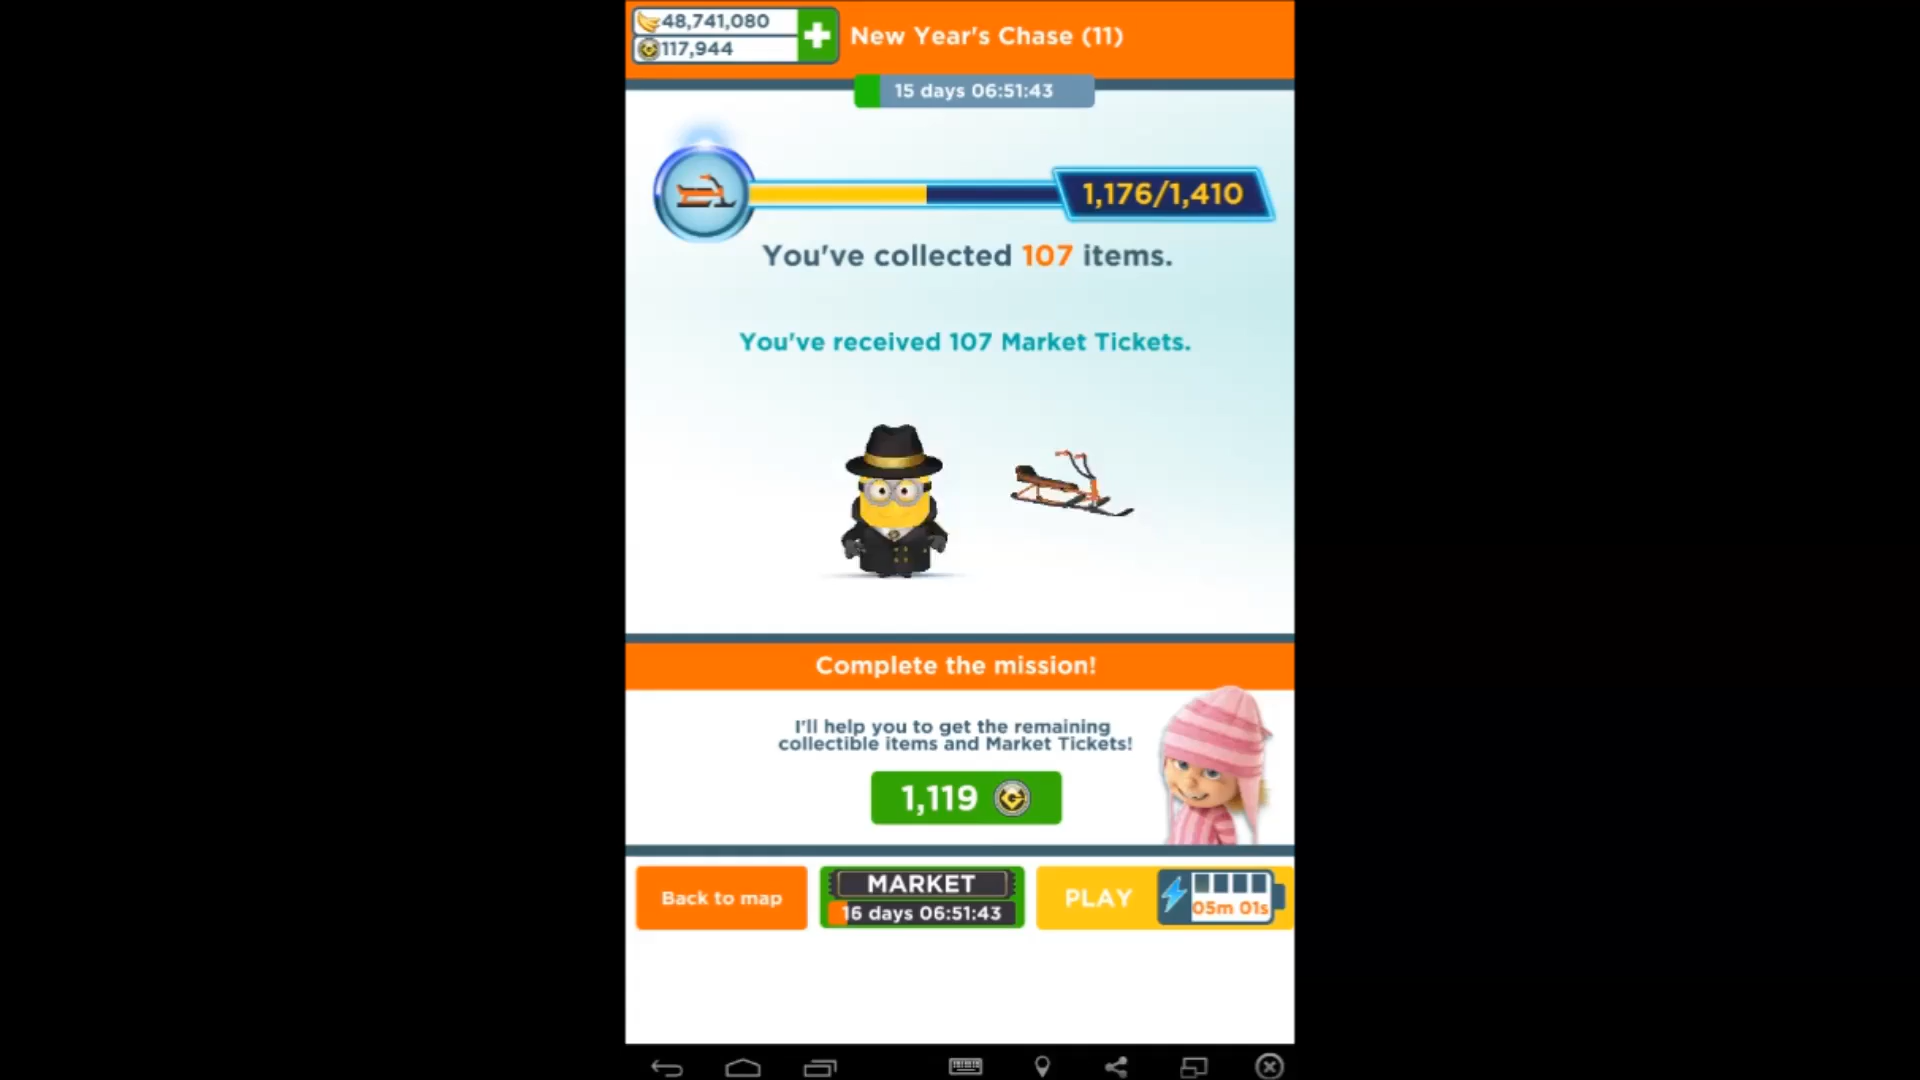 48,741,080
117,944
New Year's Chase (11)
15 days 06:51:43
1,176/1,410
You've collected 107 items.
You've received 107 Market Tickets.
Complete the mission!
I'll help you to get the remaining
collectible items and Market Tickets!
1,119
Back to map
MARKET
16 days 06:51:43
PLAY
05m 01s